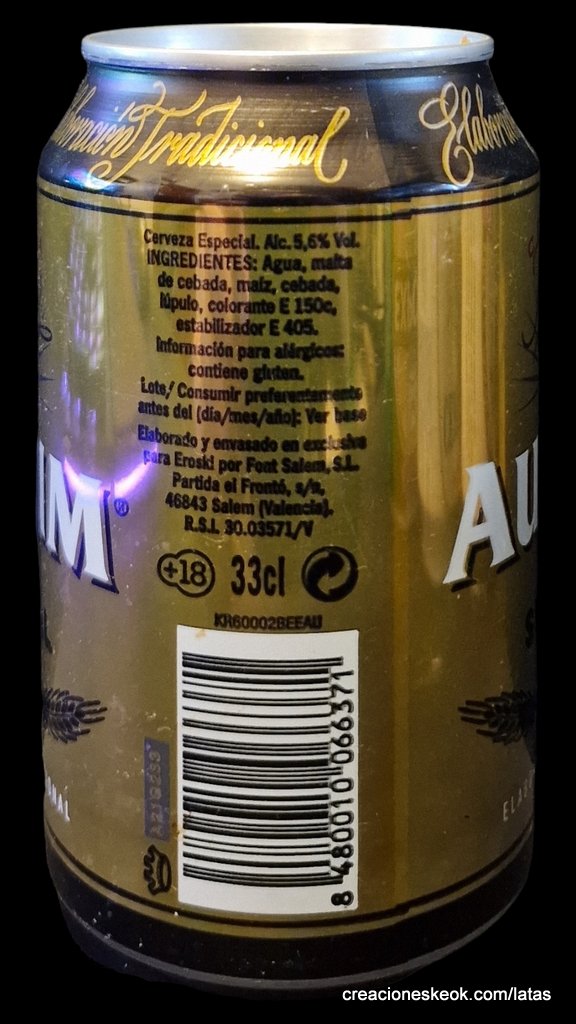 Elaboración Tradicional
Cerveza Especial. Alc. 5,6% Vol.
INGREDIENTES: Agua, malta
de cebada, maíz, cebada,
lúpulo, colorante E 150c,
estabilizador E 405.
Información para alérgicos:
contiene gluten.
Lote/ Consumir preferentemente
antes del (día/mes/año): Ver base
Elaborado y envasado en exclusiva
para Eroski por Font Salem, S.L.
Partida el Frontó, s/n,
46843 Salem (Valencia).
R.S.I. 30.03571/V
UM®
AU
+18 33cl
KR60002BEEAU
8 480010 066371
creacioneskeok.com/latas